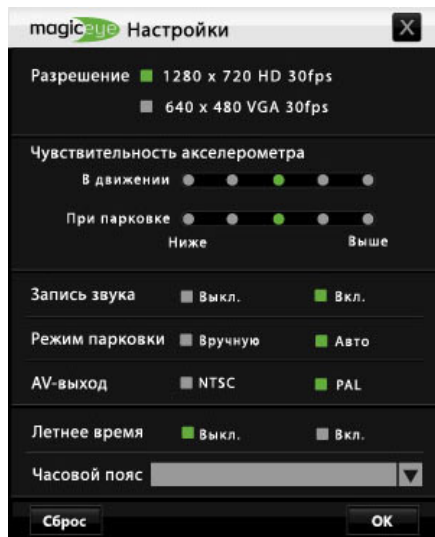 magiceye Настройки X
Разрешение 1280 x 720 HD 30fps
640 x 480 VGA 30fps
Чувствительность акселерометра
В движении
При парковке
Ниже Выше
Запись звука Выкл. Вкл.
Режим парковки Вручную Авто
AV-выход NTSC PAL
Летнее время Выкл. Вкл.
Часовой пояс
Сброс OK